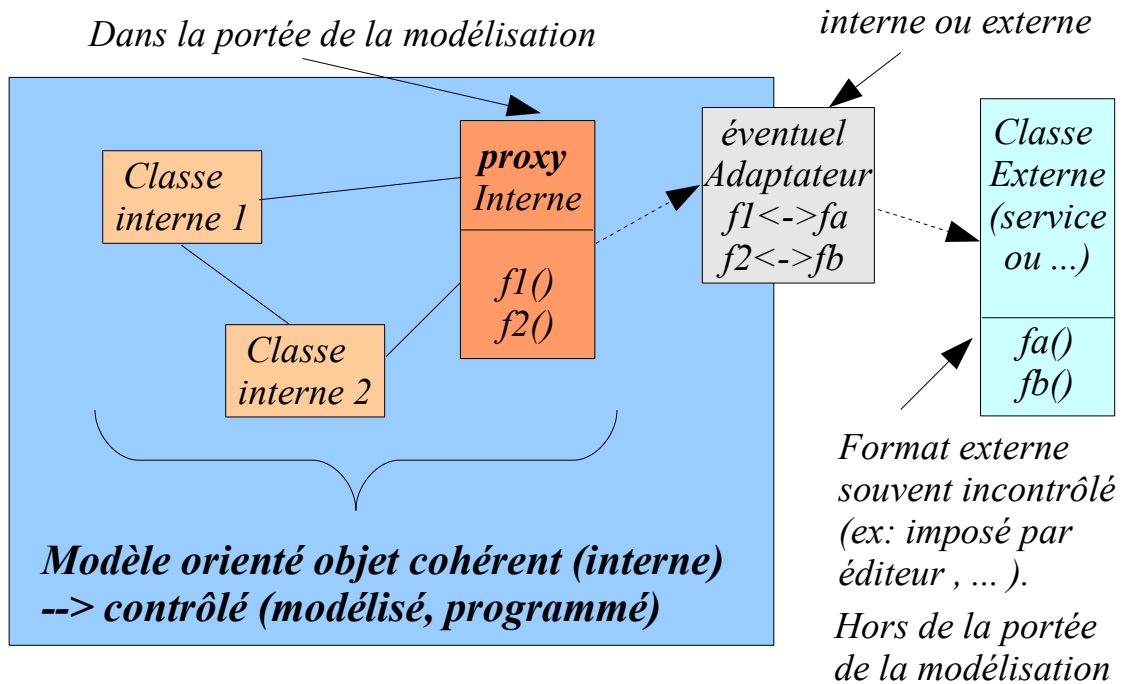 Dans la portée de la modélisation
interne ou externe
Classe
interne 1
Classe
interne 2
proxy
Interne
f1()
f2()
éventuel
Adaptateur
f1<->fa
f2<->fb
Classe
Externe
(service
ou ...)
fa()
fb()
Modèle orienté objet cohérent (interne)
--> contrôlé (modélisé, programmé)
Format externe
souvent incontrôlé
(ex: imposé par
éditeur , ... ).
Hors de la portée
de la modélisation